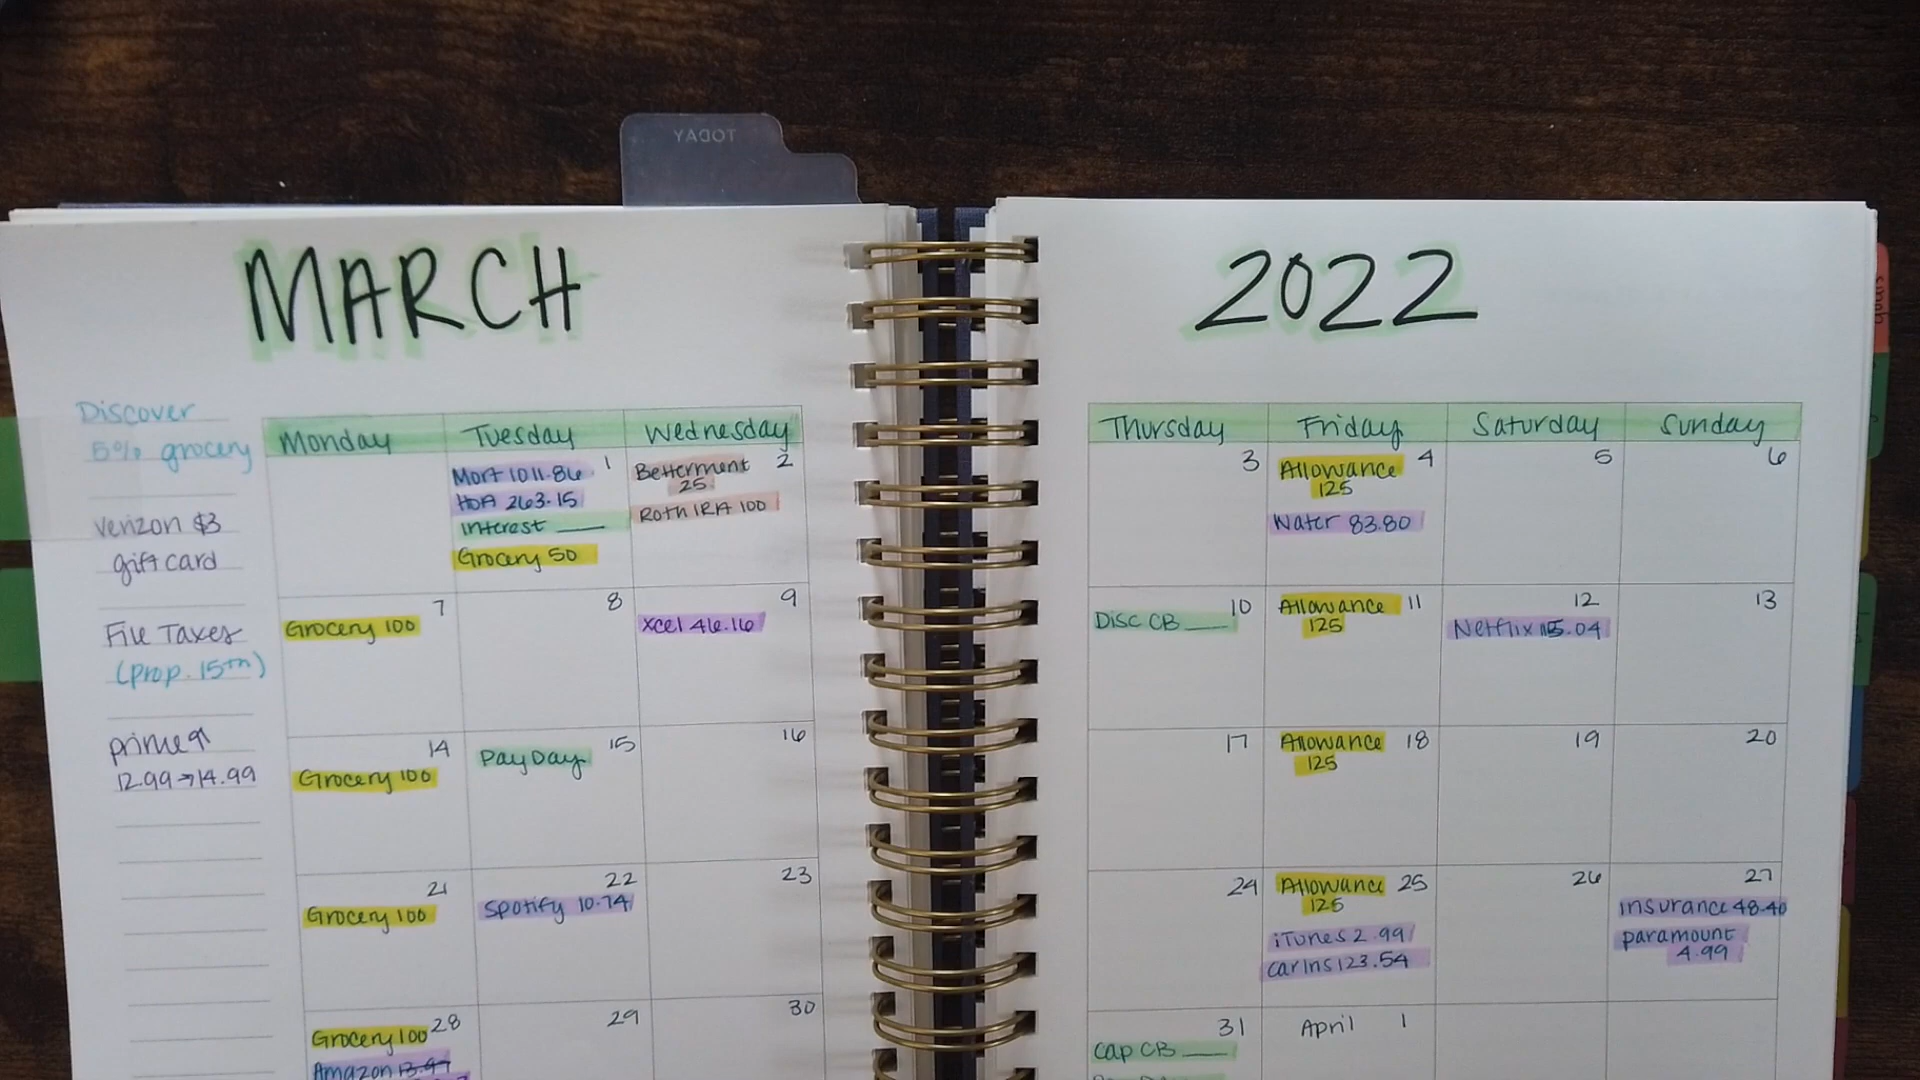 TODAY
MARCH
2022
Discover
5% grocery
Verizon $3
gift card
File Taxes
(prop. 15th)
prime ↑
12.99→14.99
Monday Tuesday Wednesday Thursday Friday Saturday Sunday
1
Mort 1011.86
HOA 263.15
Interest
Grocery 50
2
Betterment
25
Roth IRA 100
3
4
Allowance
125
Water 83.80
5
6
7
Grocery 100
8
9
Xcel 46.16
10
Disc CB
11
Allowance
125
12
Netflix 15.04
13
14
Grocery 100
15
Pay Day
16
17
18
Allowance
125
19
20
21
Grocery 100
22
Spotify 10.74
23
24
25
Allowance
125
iTunes 2.99
car ins 123.54
26
27
insurance 48.40
paramount
4.99
28
Grocery 100
Amazon 13.97
29
30
31
Cap CB
April 1